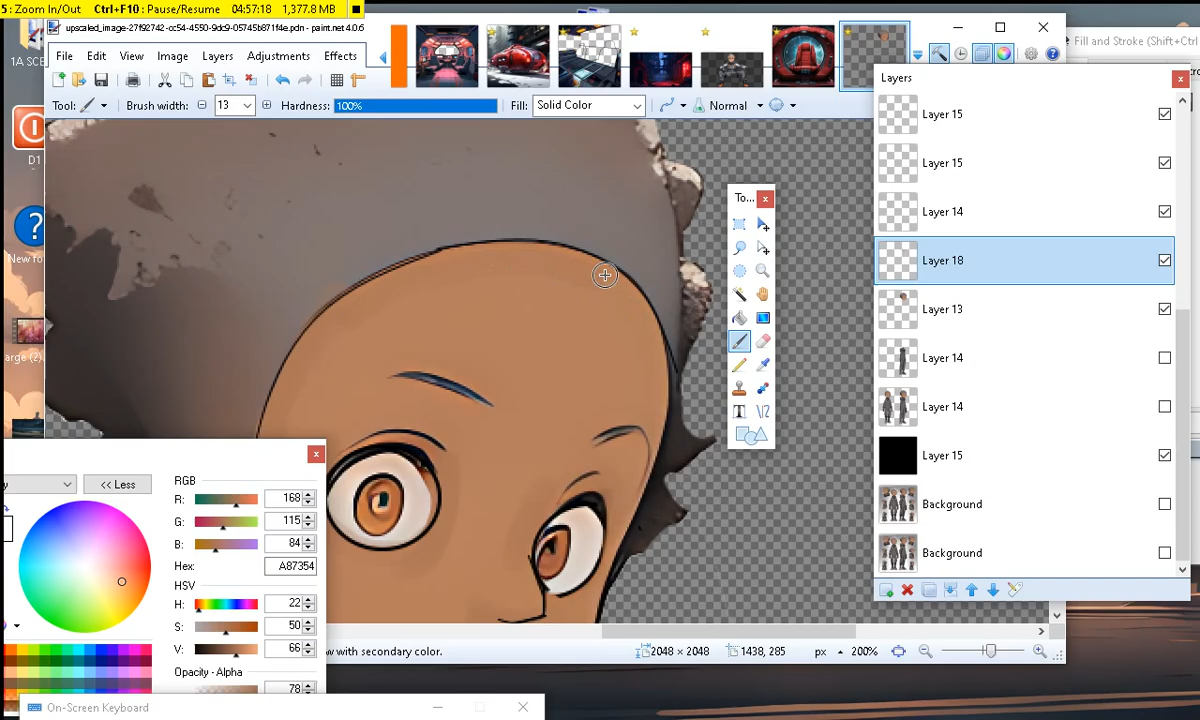 5: Zoom In/Out Ctrl+F10 : Pause/Resume 04:57:18 1,377.8 MB
upscaled_image-27f92742-cc54-4550-9dc9-05745b871f4e.pdn - paint.net 4.0.6
Fill and Stroke (Shift+Ctrl
1A SCE
File Edit View Image Layers Adjustments Effects
Layers
Tool: Brush width: 13 Hardness: 100% Fill: Solid Color Normal
Layer 15
D1
Layer 15
To...
Layer 14
New fo
Layer 18
Layer 13
arge (2).
Layer 14
Layer 14
Layer 15
y << Less
RGB
R: 168
G: 115
B: 84
Hex: A87354
HSV
H: 22
S: 50
V: 66
Opacity - Alpha
78
Background
Background
w with secondary color.
2048 × 2048 1438, 285 px 200%
On-Screen Keyboard